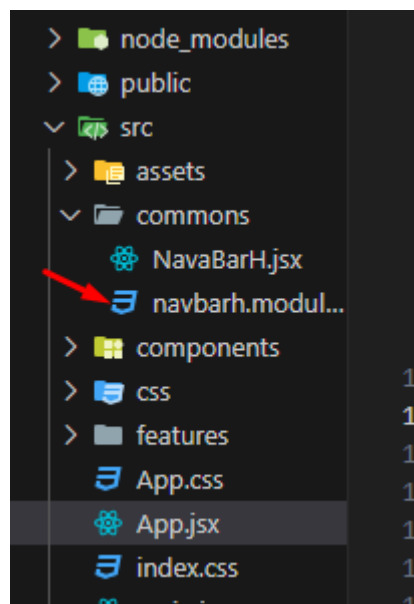 node_modules
public
src
assets
commons
NavaBarH.jsx
navbarh.modul...
components
css
features
App.css
App.jsx
index.css